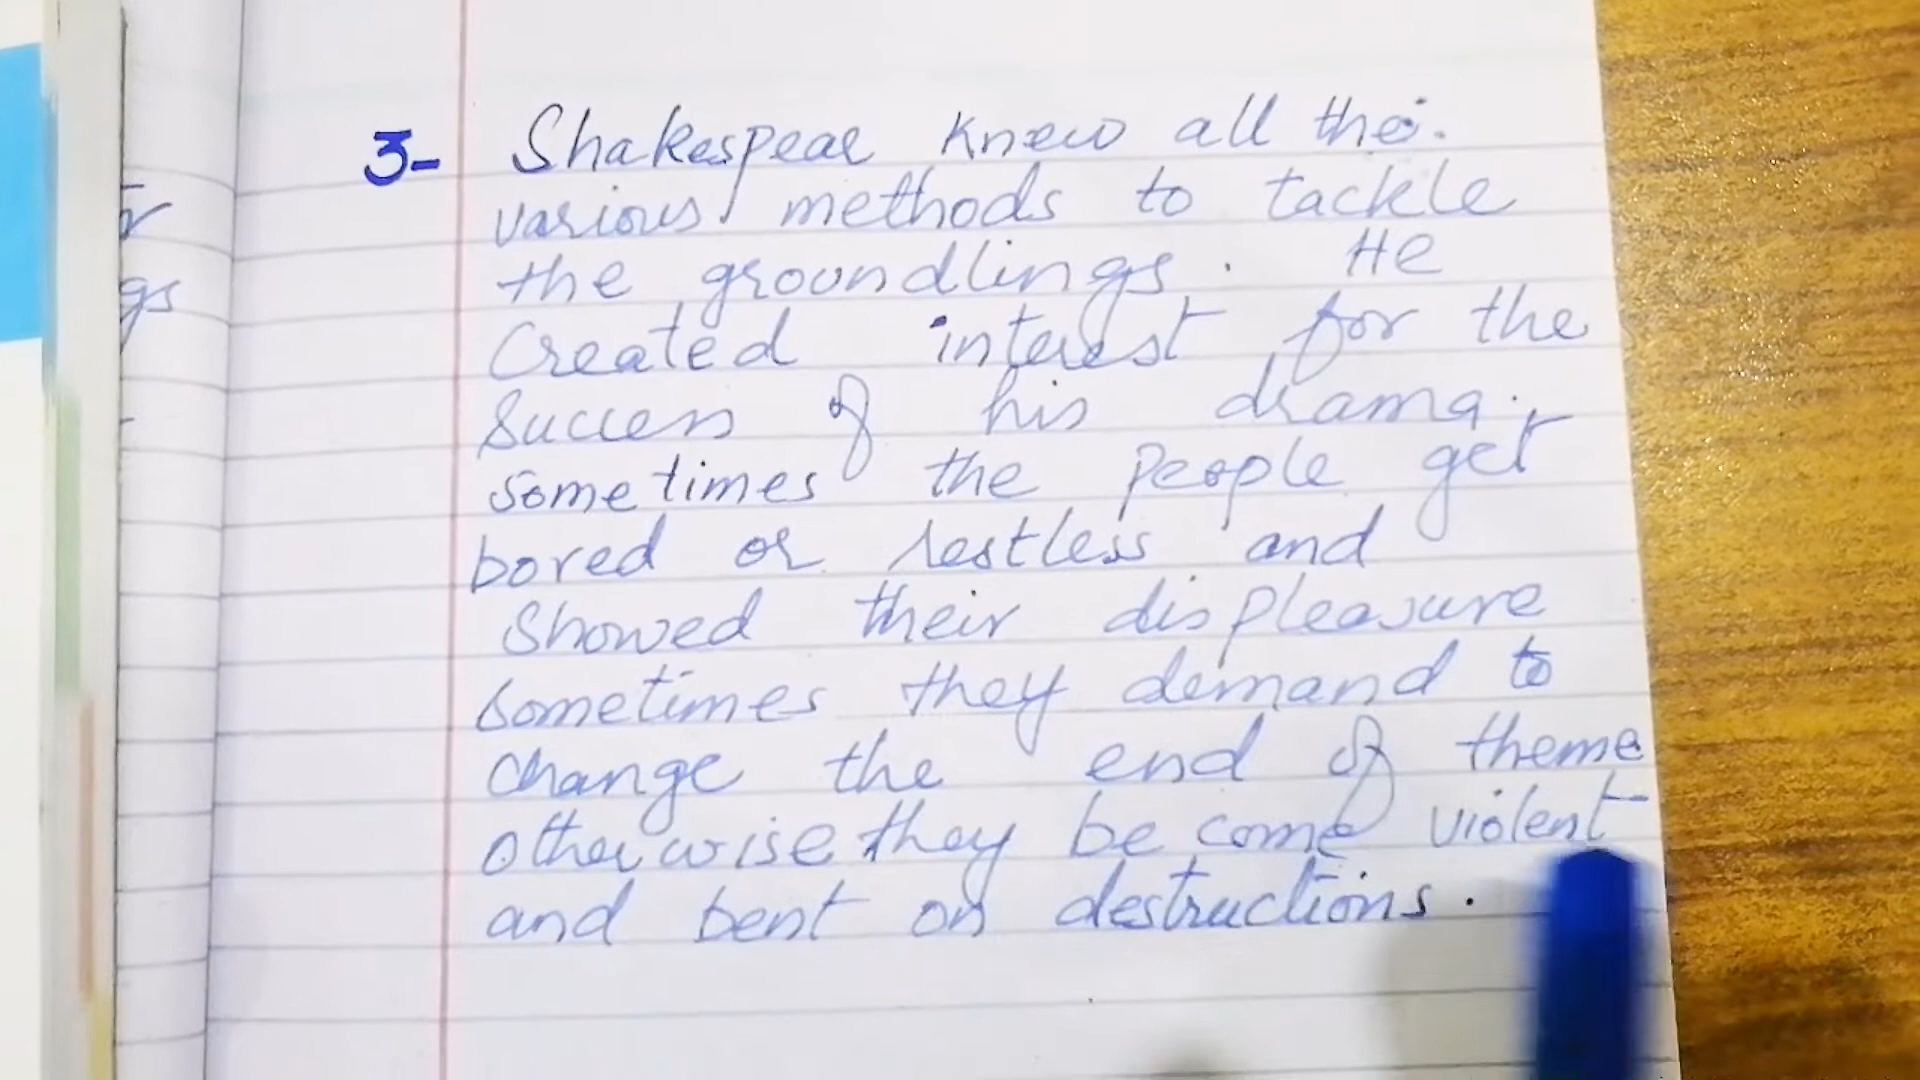 3- Shakespear Knew all the.
various methods to tackle
the groundlings. He
Created interest for the
Success of his drama.
sometimes the people get
bored or restless and
Showed their displeasure
sometimes they demand to
change the end of theme
otherwise they become violent
and bent on destructions.
gs